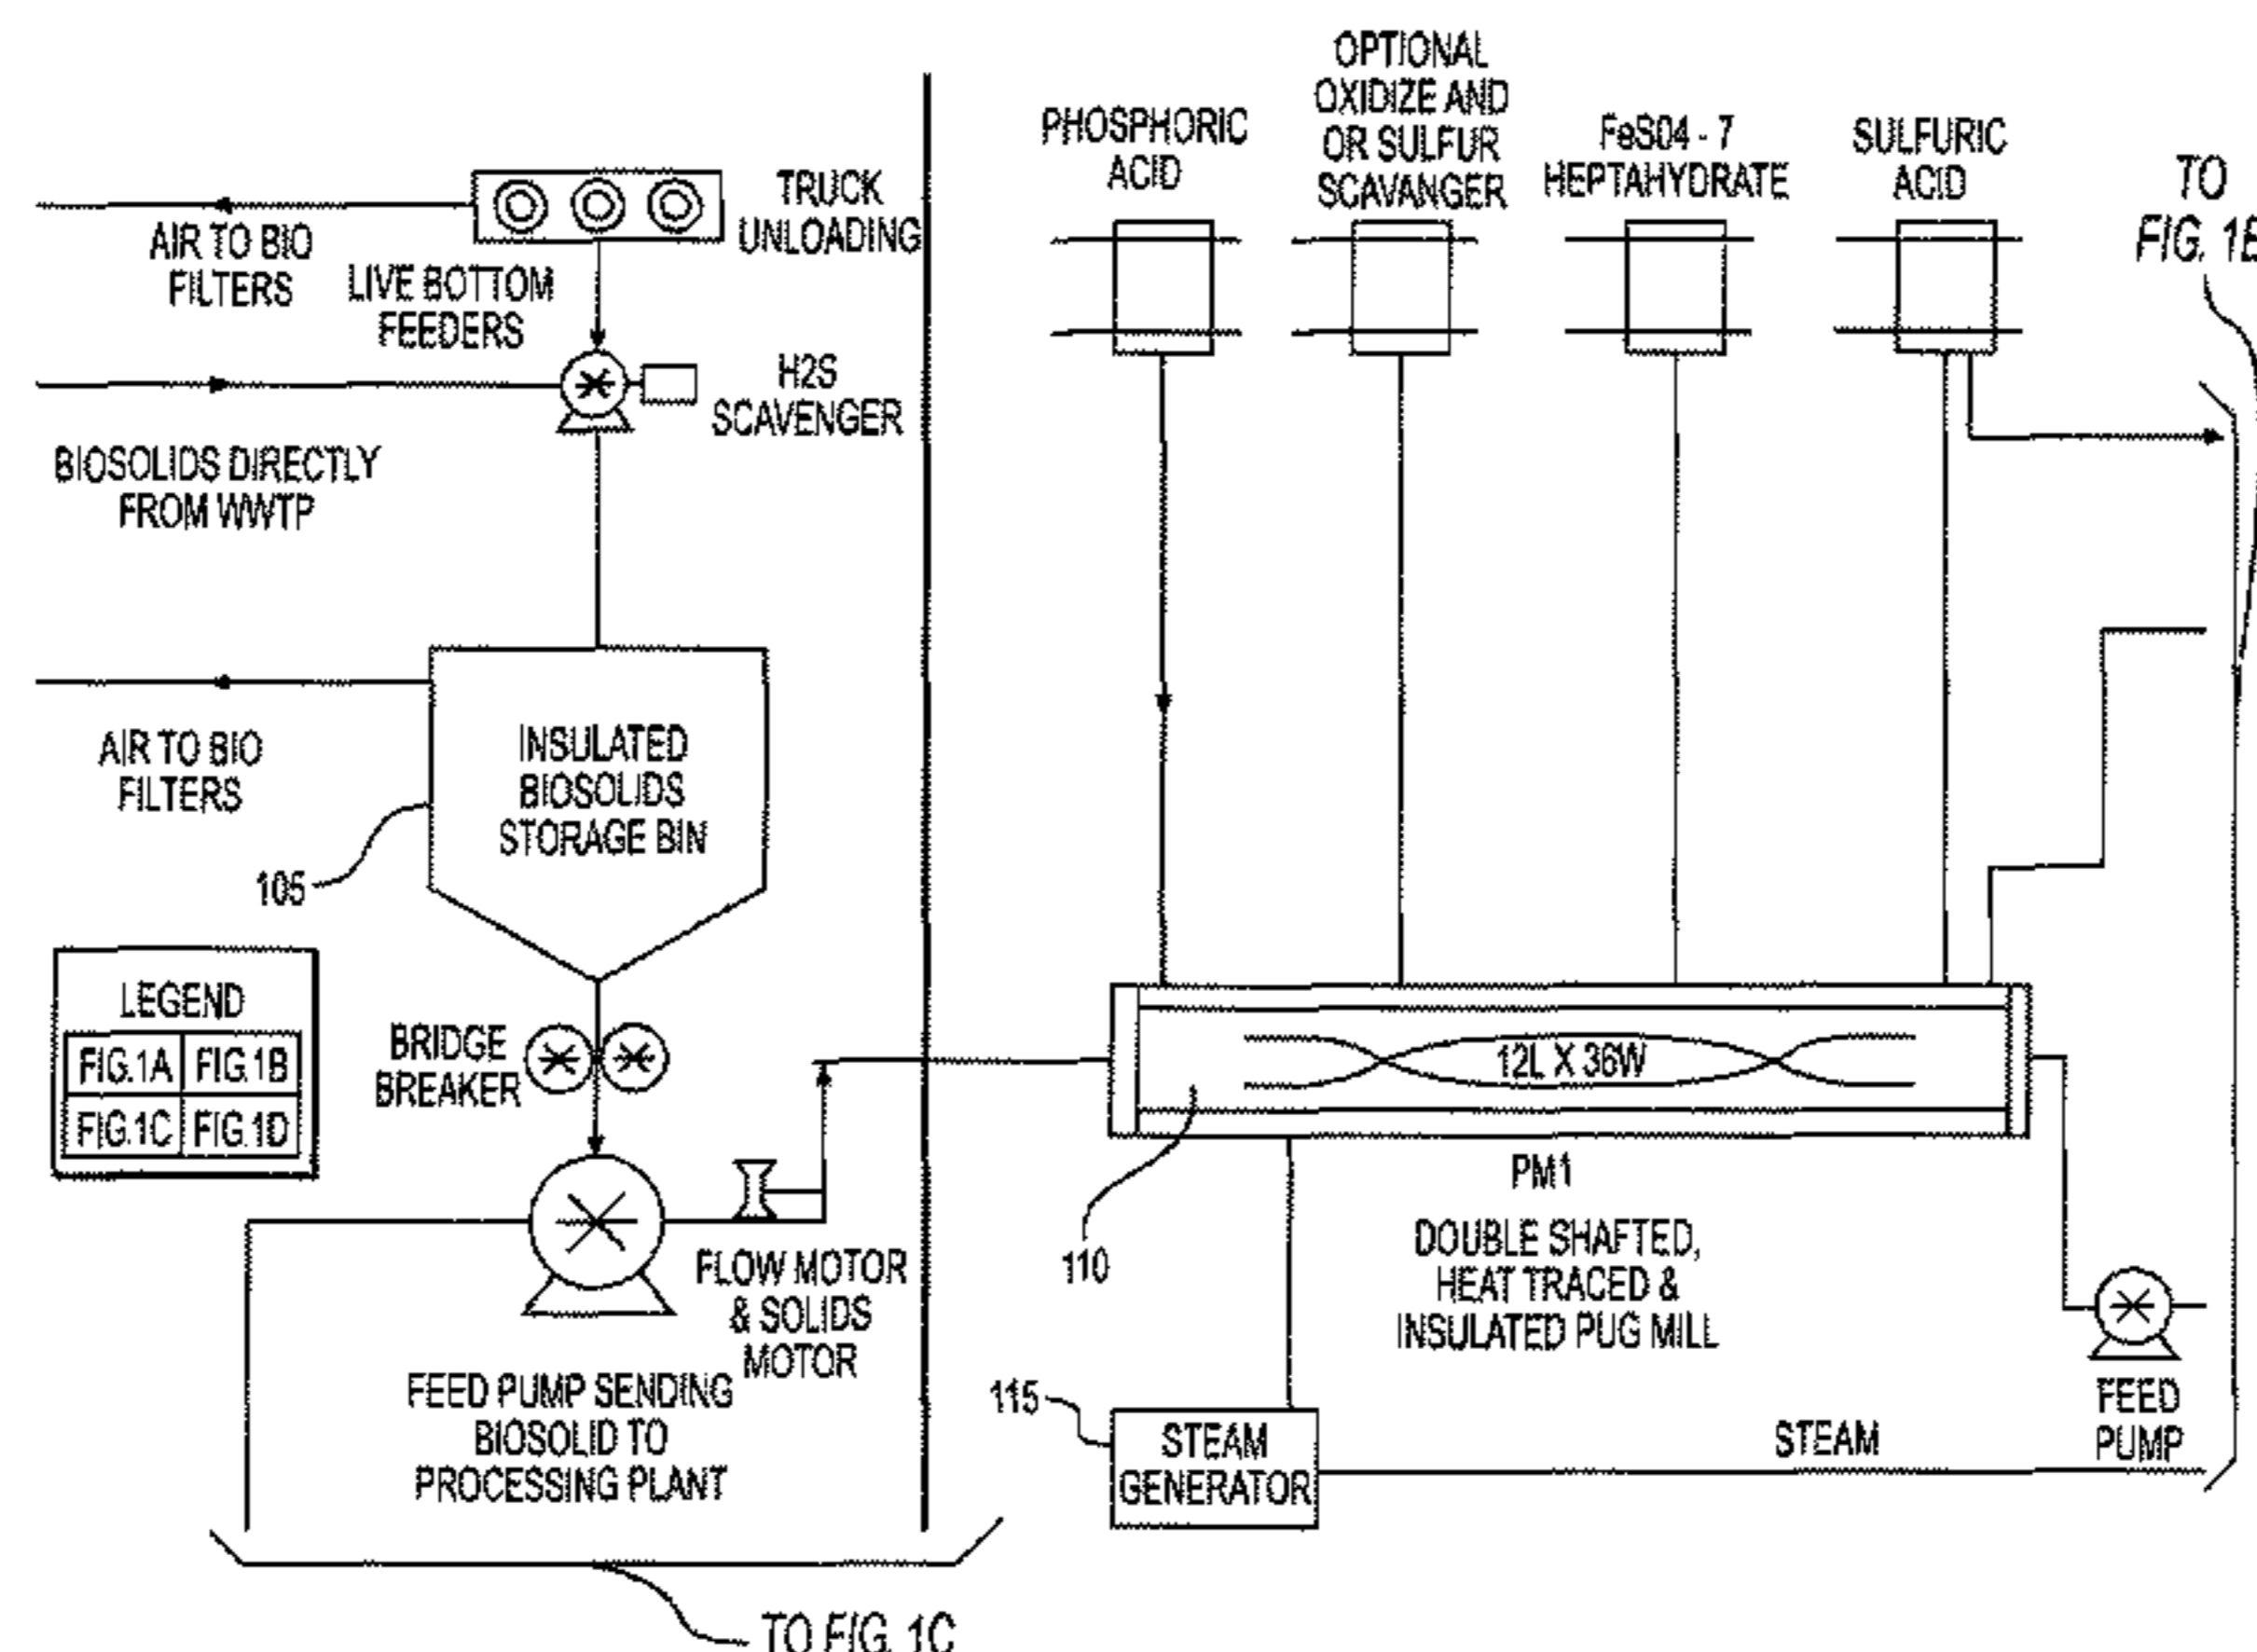 TRUCK
UNLOADING
AIR TO BIO
FILTERS
LIVE BOTTOM
FEEDERS
H2S
SCAVENGER
BIOSOLIDS DIRECTLY
FROM WWTP
AIR TO BIO
FILTERS
INSULATED
BIOSOLIDS
STORAGE BIN
105
LEGEND
FIG.1A FIG.1B
FIG.1C FIG.1D
BRIDGE
BREAKER
FLOW MOTOR
& SOLIDS
MOTOR
FEED PUMP SENDING
BIOSOLID TO
PROCESSING PLANT
TO FIG. 1C
PHOSPHORIC
ACID
OPTIONAL
OXIDIZE AND
OR SULFUR
SCAVANGER
FeS04 - 7
HEPTAHYDRATE
SULFURIC
ACID
TO
FIG. 1B
12L X 36W
PM1
110
DOUBLE SHAFTED,
HEAT TRACED &
INSULATED PUG MILL
115
STEAM
GENERATOR
STEAM
FEED
PUMP